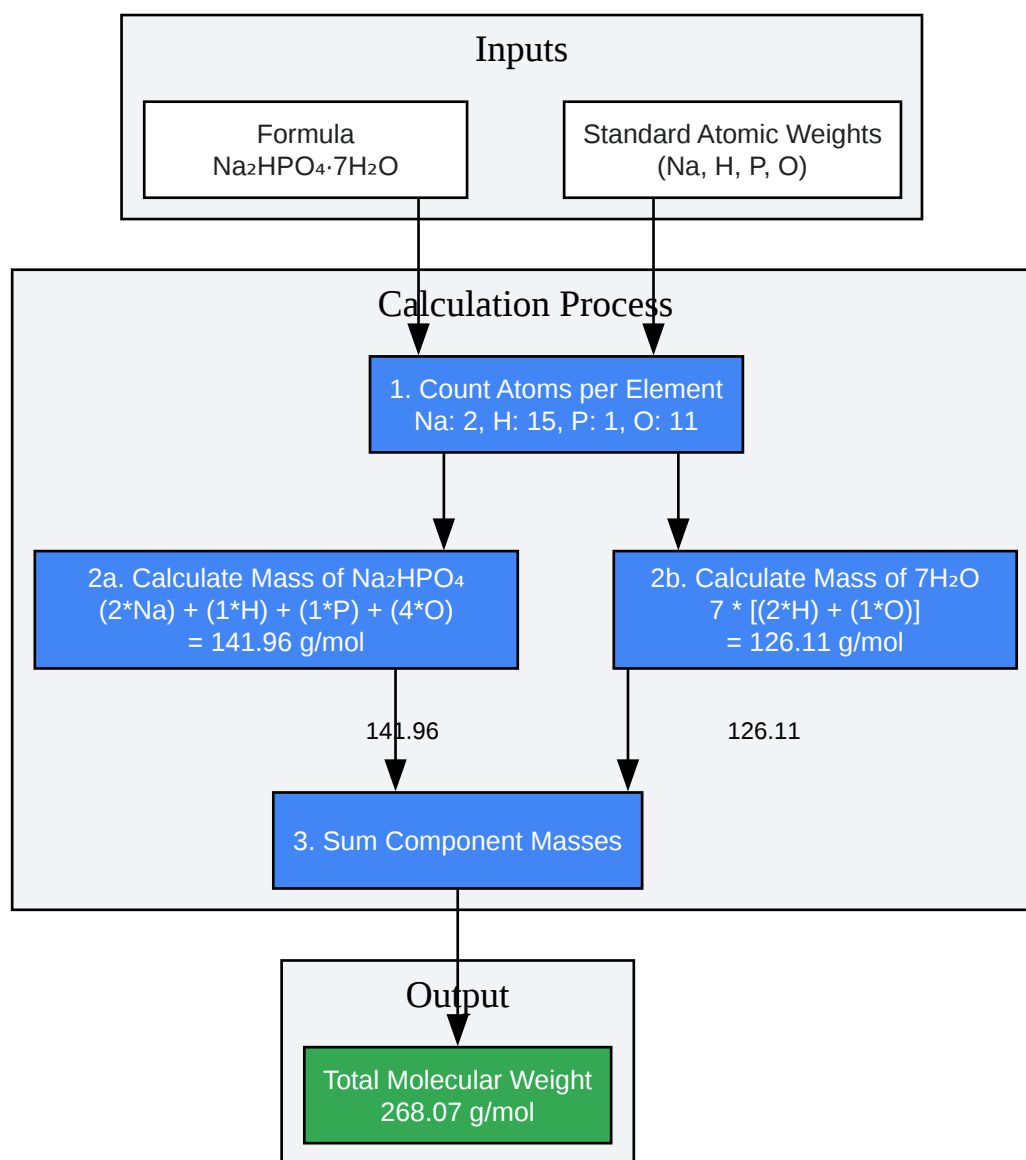 Inputs
Formula
Na₂HPO₄·7H₂O
Standard Atomic Weights
(Na, H, P, O)
Calculation Process
1. Count Atoms per Element
Na: 2, H: 15, P: 1, O: 11
2a. Calculate Mass of Na₂HPO₄
(2*Na) + (1*H) + (1*P) + (4*O)
= 141.96 g/mol
2b. Calculate Mass of 7H₂O
7 * [(2*H) + (1*O)]
= 126.11 g/mol
141.96
126.11
3. Sum Component Masses
Output
Total Molecular Weight
268.07 g/mol